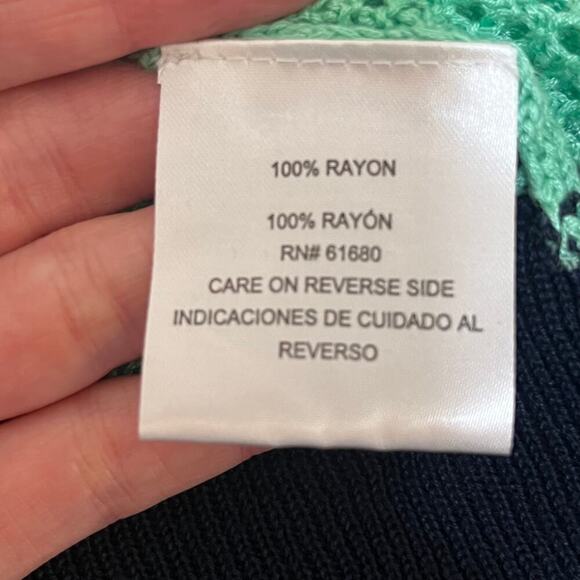 100% RAYON
100% RAYÓN
RN# 61680
CARE ON REVERSE SIDE
INDICACIONES DE CUIDADO AL
REVERSO